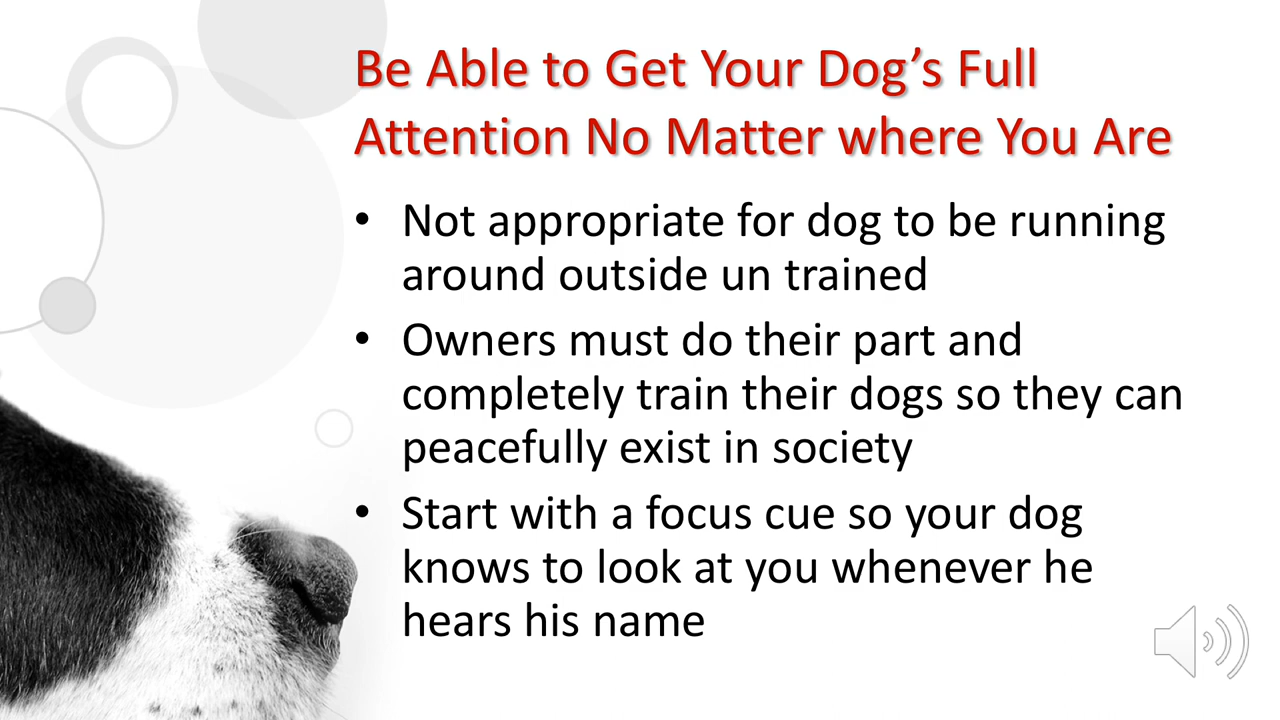 Be Able to Get Your Dog’s Full
Attention No Matter where You Are
• Not appropriate for dog to be running
around outside un trained
• Owners must do their part and
completely train their dogs so they can
peacefully exist in society
• Start with a focus cue so your dog
knows to look at you whenever he
hears his name